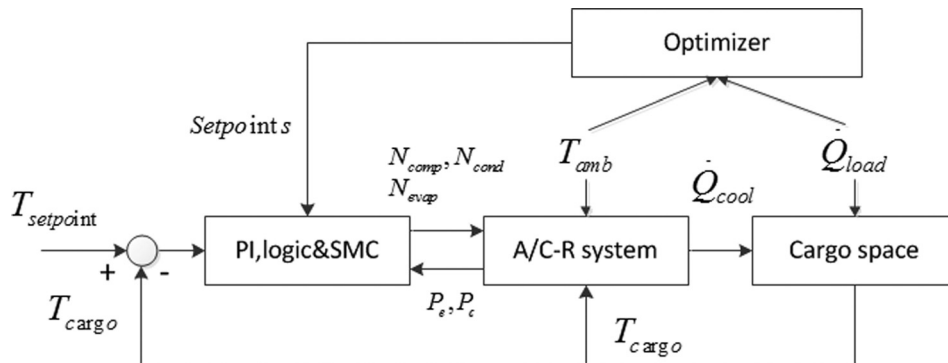 Optimizer
Setpoints
N_comp, N_cond
N_evap
T_amb
Q̇_load
Q̇_cool
T_setpoint
PI,logic&SMC
A/C-R system
Cargo space
+ -
P_e, P_c
T_cargo
T_cargo